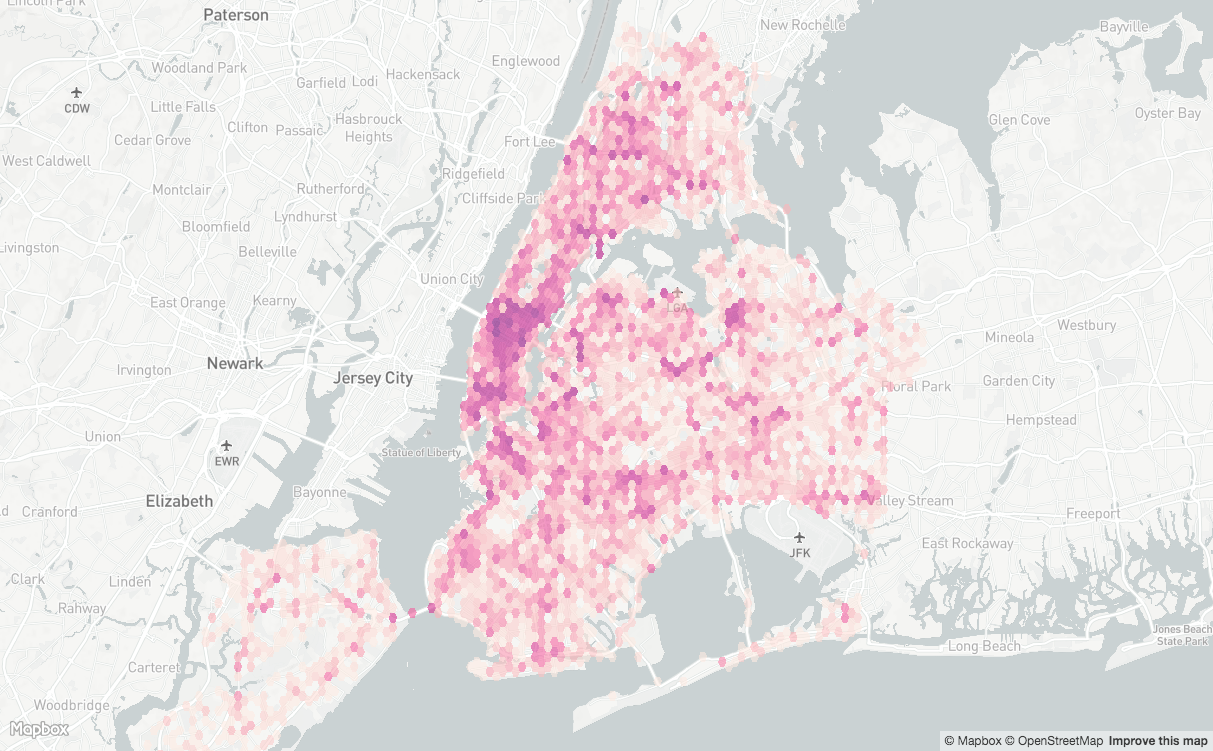 Lincoln Park
Paterson
New Rochelle
Bayville
Woodland Park
Englewood
Hackensack
Garfield
Lodi
CDW
Little Falls
Glen Cove
Oyster Bay
Hasbrouck
Heights
Clifton
Passaic
Cedar Grove
Fort Lee
West Caldwell
Ridgefield
Montclair
Rutherford
Cliffside Park
Lyndhurst
Bloomfield
Livingston
Belleville
Union City
East Orange
Kearny
LGA
Westbury
Mineola
Newark
Irvington
Jersey City
Garden City
Floral Park
Hempstead
Union
Statue of Liberty
EWR
Bayonne
Elizabeth
Valley Stream
Cranford
Freeport
JFK
East Rockaway
Clark
Linden
Rahway
Jones Beach
State Park
Long Beach
Carteret
Woodbridge
Mapbox
© Mapbox © OpenStreetMap Improve this map